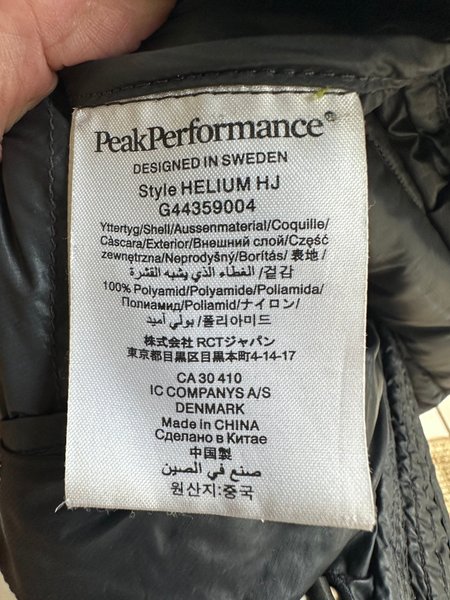 PeakPerformance®
DESIGNED IN SWEDEN
Style HELIUM HJ
G44359004
Yttertyg/Shell/Aussenmaterial/Coquille/
Càscara/Exterior/Внешний слой/Część
zewnętrzna/Neprodyšný/Borítás/表地/
الغطاء الذي يشبه القشرة/겉감
100% Polyamid/Polyamide/Poliamida/
Полиамид/Poliamid/ナイロン/
بولي أميد/폴리아미드
株式会社 RCTジャパン
東京都目黒区目黒本町4-14-17
CA 30 410
IC COMPANYS A/S
DENMARK
Made in CHINA
Сделано в Китае
中国製
صنع في الصين
원산지:중국